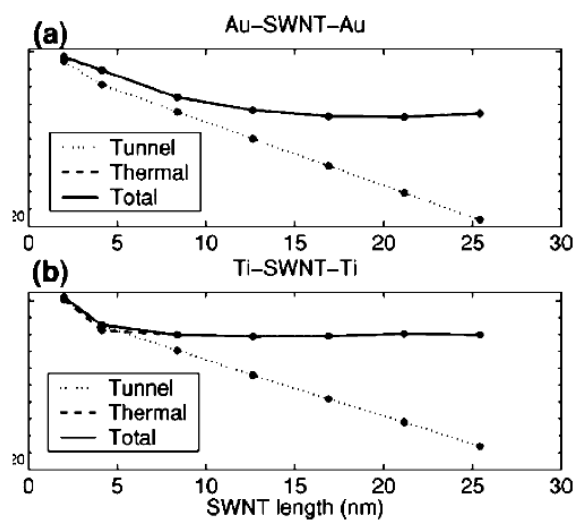 (a)
Au–SWNT–Au
Tunnel
Thermal
Total
20
0 5 10 15 20 25 30
(b)
Ti–SWNT–Ti
Tunnel
Thermal
Total
20
0 5 10 15 20 25 30
SWNT length (nm)